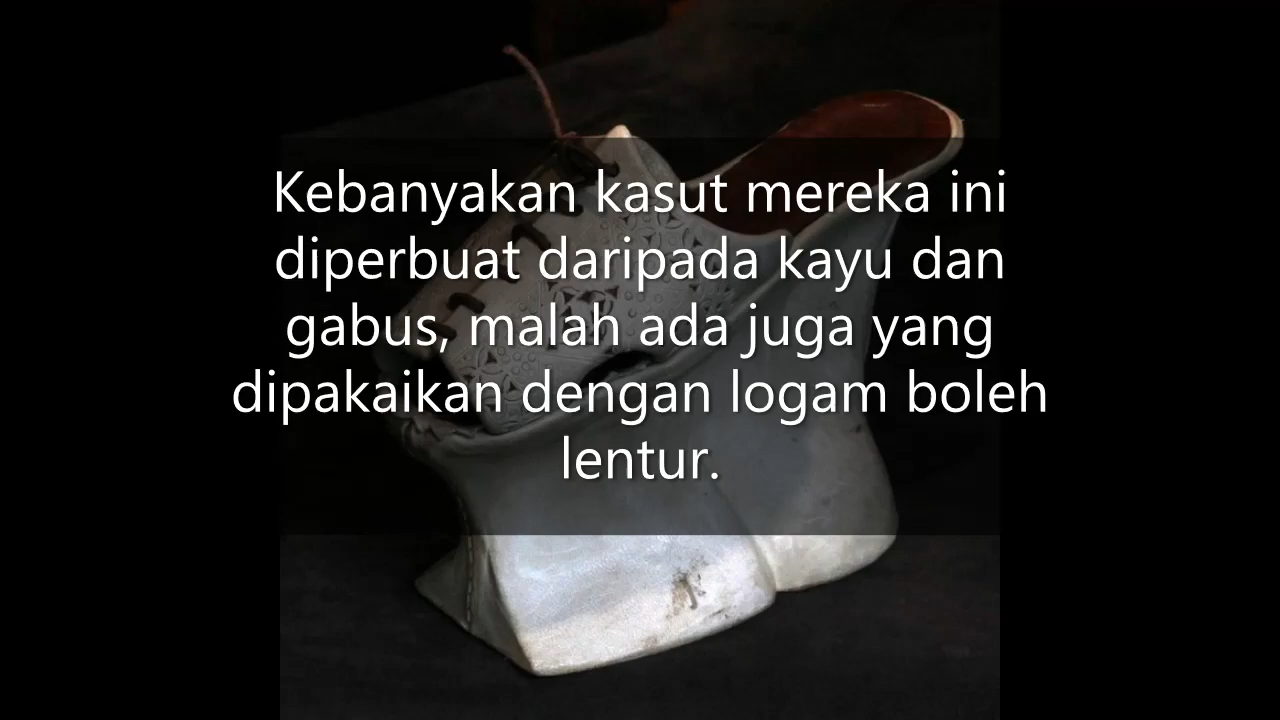 Kebanyakan kasut mereka ini
diperbuat daripada kayu dan
gabus, malah ada juga yang
dipakaikan dengan logam boleh
lentur.